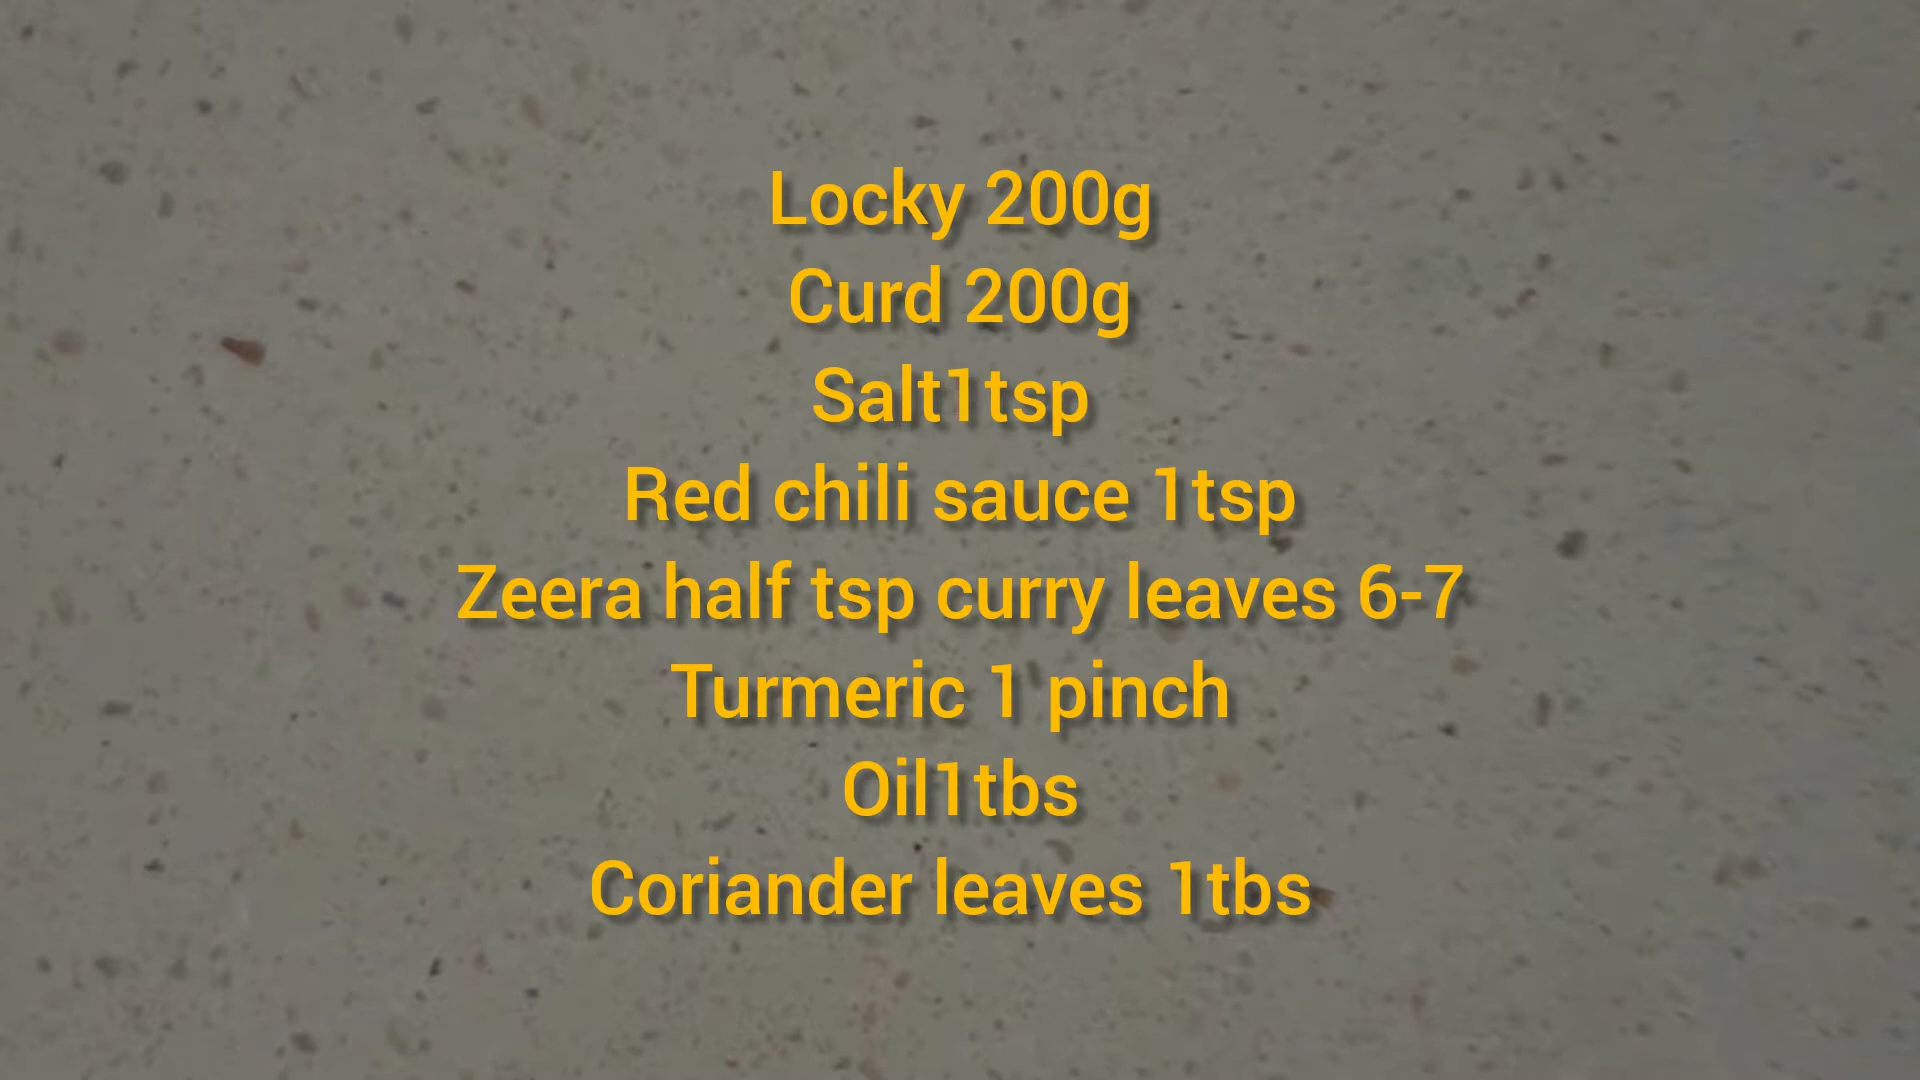 Locky 200g
Curd 200g
Salt1tsp
Red chili sauce 1tsp
Zeera half tsp curry leaves 6-7
Turmeric 1 pinch
Oil1tbs
Coriander leaves 1tbs